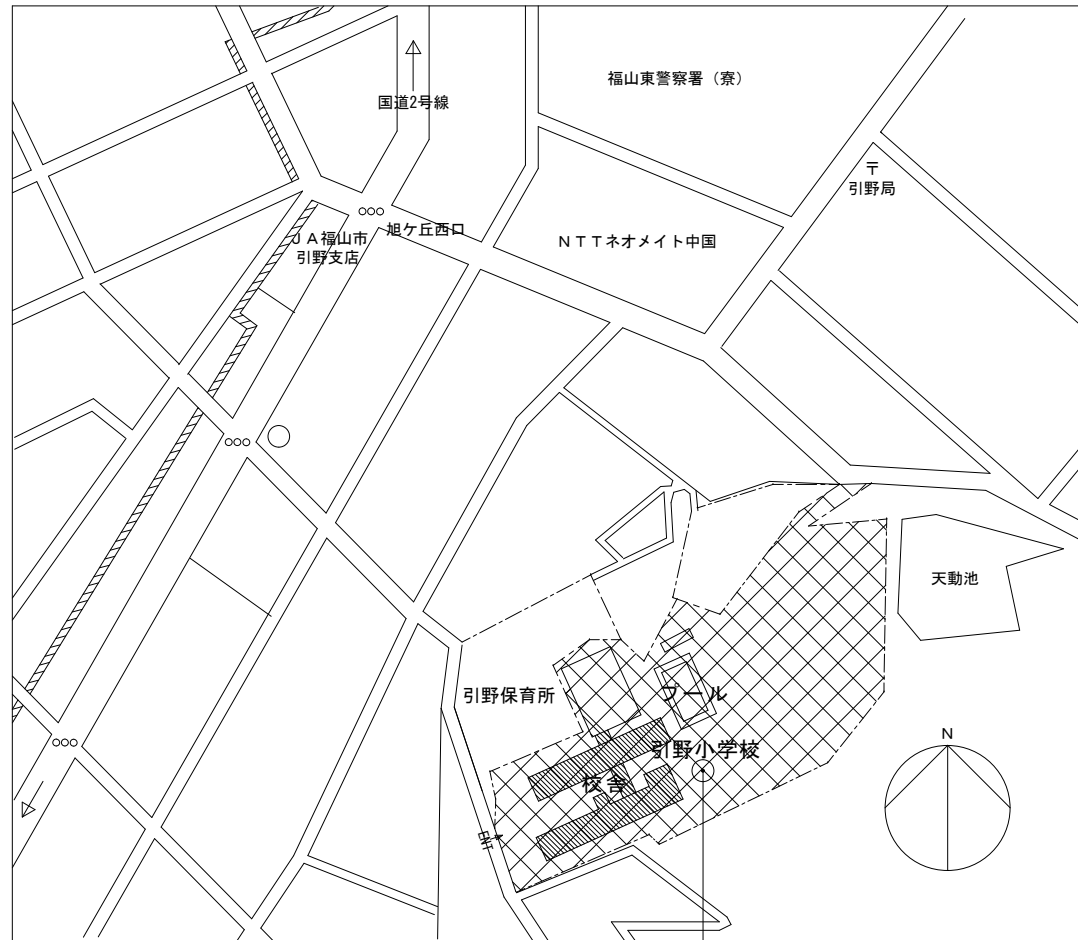 福山東警察署（寮）
国道2号線
〒
引野局
旭ケ丘西口
ＪＡ福山市
引野支店
ＮＴＴネオメイト中国
天動池
引野保育所
プール
引野小学校
校舎
ENT
N